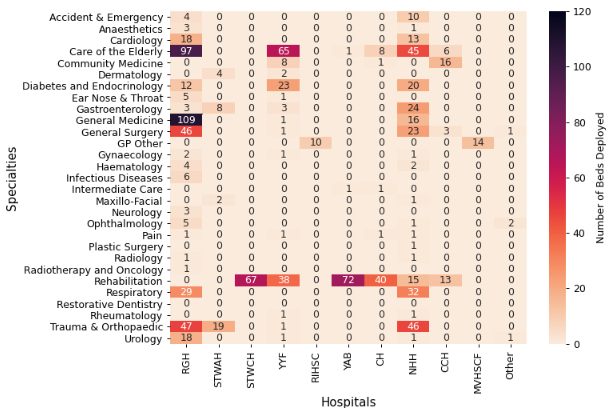 Accident & Emergency 4 0 0 0 0 0 0 10 0 0 0
Anaesthetics 3 0 0 0 0 0 0 1 0 0 0
Cardiology 18 0 0 0 0 0 0 13 0 0 0
Care of the Elderly 97 0 0 65 0 1 8 45 6 0 0
Community Medicine 0 0 0 8 0 0 1 0 16 0 0
Dermatology 0 4 0 2 0 0 0 0 0 0 0
Diabetes and Endocrinology 12 0 0 23 0 0 0 20 0 0 0
Ear Nose & Throat 5 0 0 1 0 0 0 0 0 0 0
Gastroenterology 3 8 0 3 0 0 0 24 0 0 0
General Medicine 109 0 0 1 0 0 0 16 0 0 0
General Surgery 46 0 0 1 0 0 0 23 3 0 1
GP Other 0 0 0 0 10 0 0 0 0 14 0
Gynaecology 2 0 0 1 0 0 0 1 0 0 0
Haematology 4 0 0 0 0 0 0 2 0 0 0
Infectious Diseases 6 0 0 0 0 0 0 0 0 0 0
Intermediate Care 0 0 0 0 0 1 1 0 0 0 0
Maxillo-Facial 0 2 0 0 0 0 0 1 0 0 0
Neurology 3 0 0 0 0 0 0 0 0 0 0
Ophthalmology 5 0 0 0 0 0 0 1 0 0 2
Pain 1 0 0 1 0 0 1 1 0 0 0
Plastic Surgery 0 0 0 0 0 0 0 1 0 0 0
Radiology 1 0 0 0 0 0 0 1 0 0 0
Radiotherapy and Oncology 1 0 0 0 0 0 0 0 0 0 0
Rehabilitation 0 0 67 38 0 72 40 15 13 0 0
Respiratory 29 0 0 0 0 0 0 32 0 0 0
Restorative Dentistry 0 0 0 0 0 0 0 0 0 0 0
Rheumatology 0 0 0 1 0 0 0 1 0 0 0
Trauma & Orthopaedic 47 19 0 1 0 0 0 46 0 0 0
Urology 18 0 0 1 0 0 0 1 0 0 1
Specialties
RGH STWAH STWCH YYF RIHSC YAB CH NHH CCH MVHSCF Other
Hospitals
120
100
80
60
40
20
0
Number of Beds Deployed